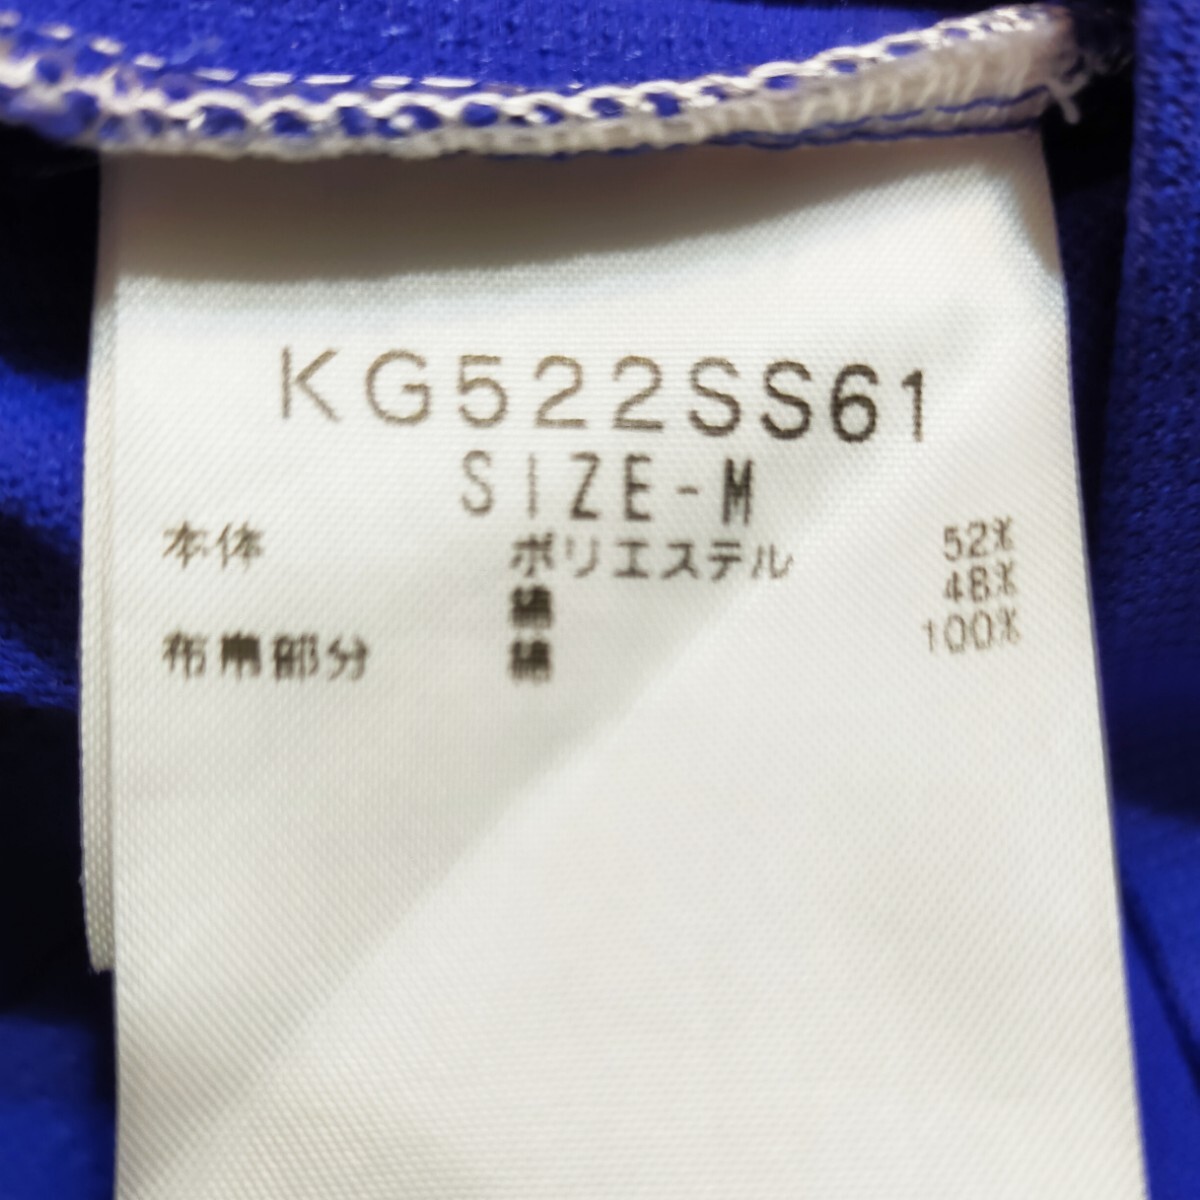 KG522SS61
SIZE-M
本体 ポリエステル 52%
綿 48%
布帛部分 綿 100%